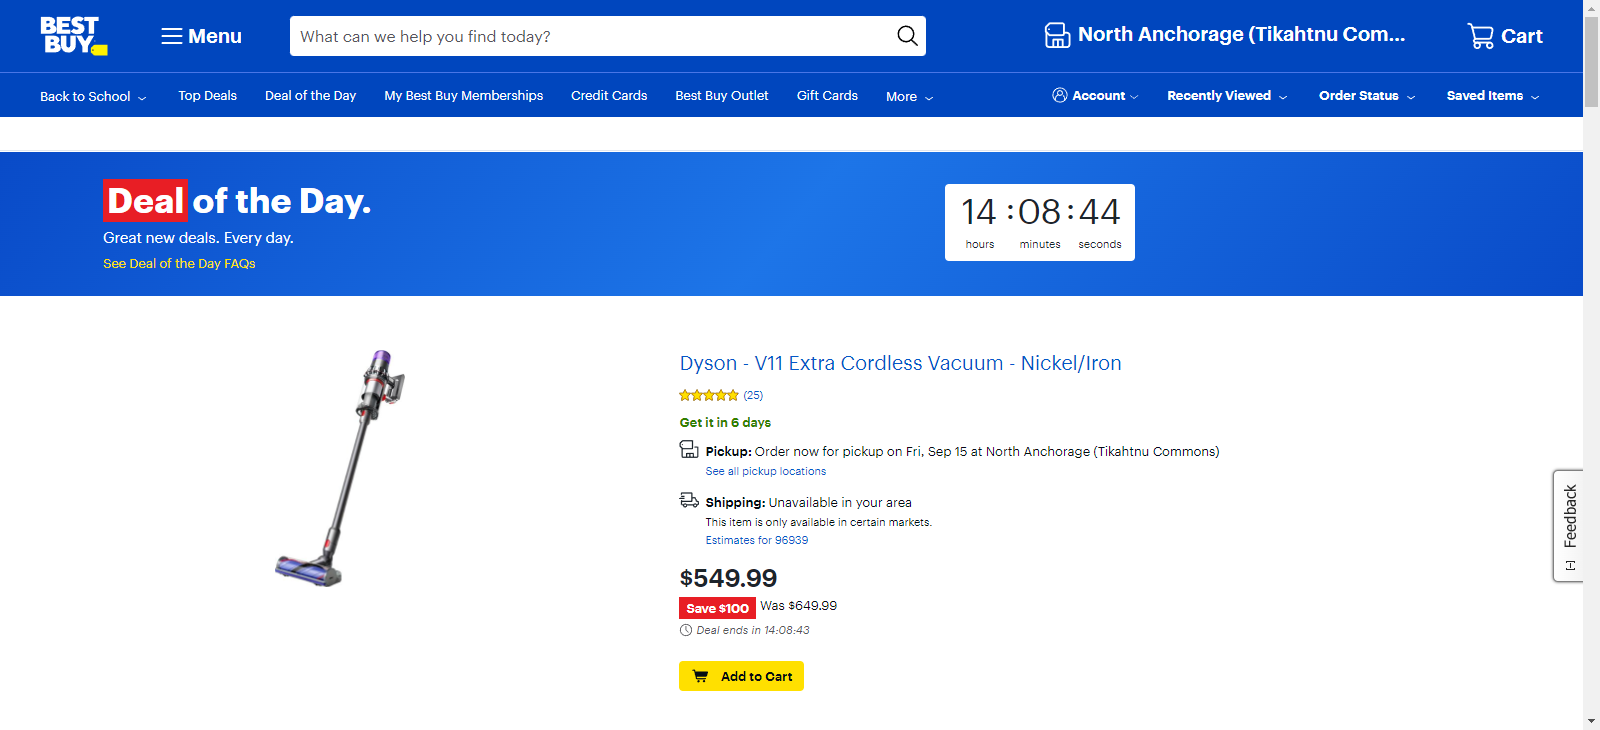 BEST
BUY
Menu
What can we help you find today?
North Anchorage (Tikahtnu Com...
Cart
Back to School
Top Deals
Deal of the Day
My Best Buy Memberships
Credit Cards
Best Buy Outlet
Gift Cards
More
Account
Recently Viewed
Order Status
Saved Items
Deal of the Day.
Great new deals. Every day.
See Deal of the Day FAQs
14 : 08 : 44
hours minutes seconds
Dyson - V11 Extra Cordless Vacuum - Nickel/Iron
(25)
Get it in 6 days
Pickup: Order now for pickup on Fri, Sep 15 at North Anchorage (Tikahtnu Commons)
See all pickup locations
Shipping: Unavailable in your area
This item is only available in certain markets.
Estimates for 96939
$549.99
Save $100 Was $649.99
Deal ends in 14:08:43
Add to Cart
Feedback
[-]